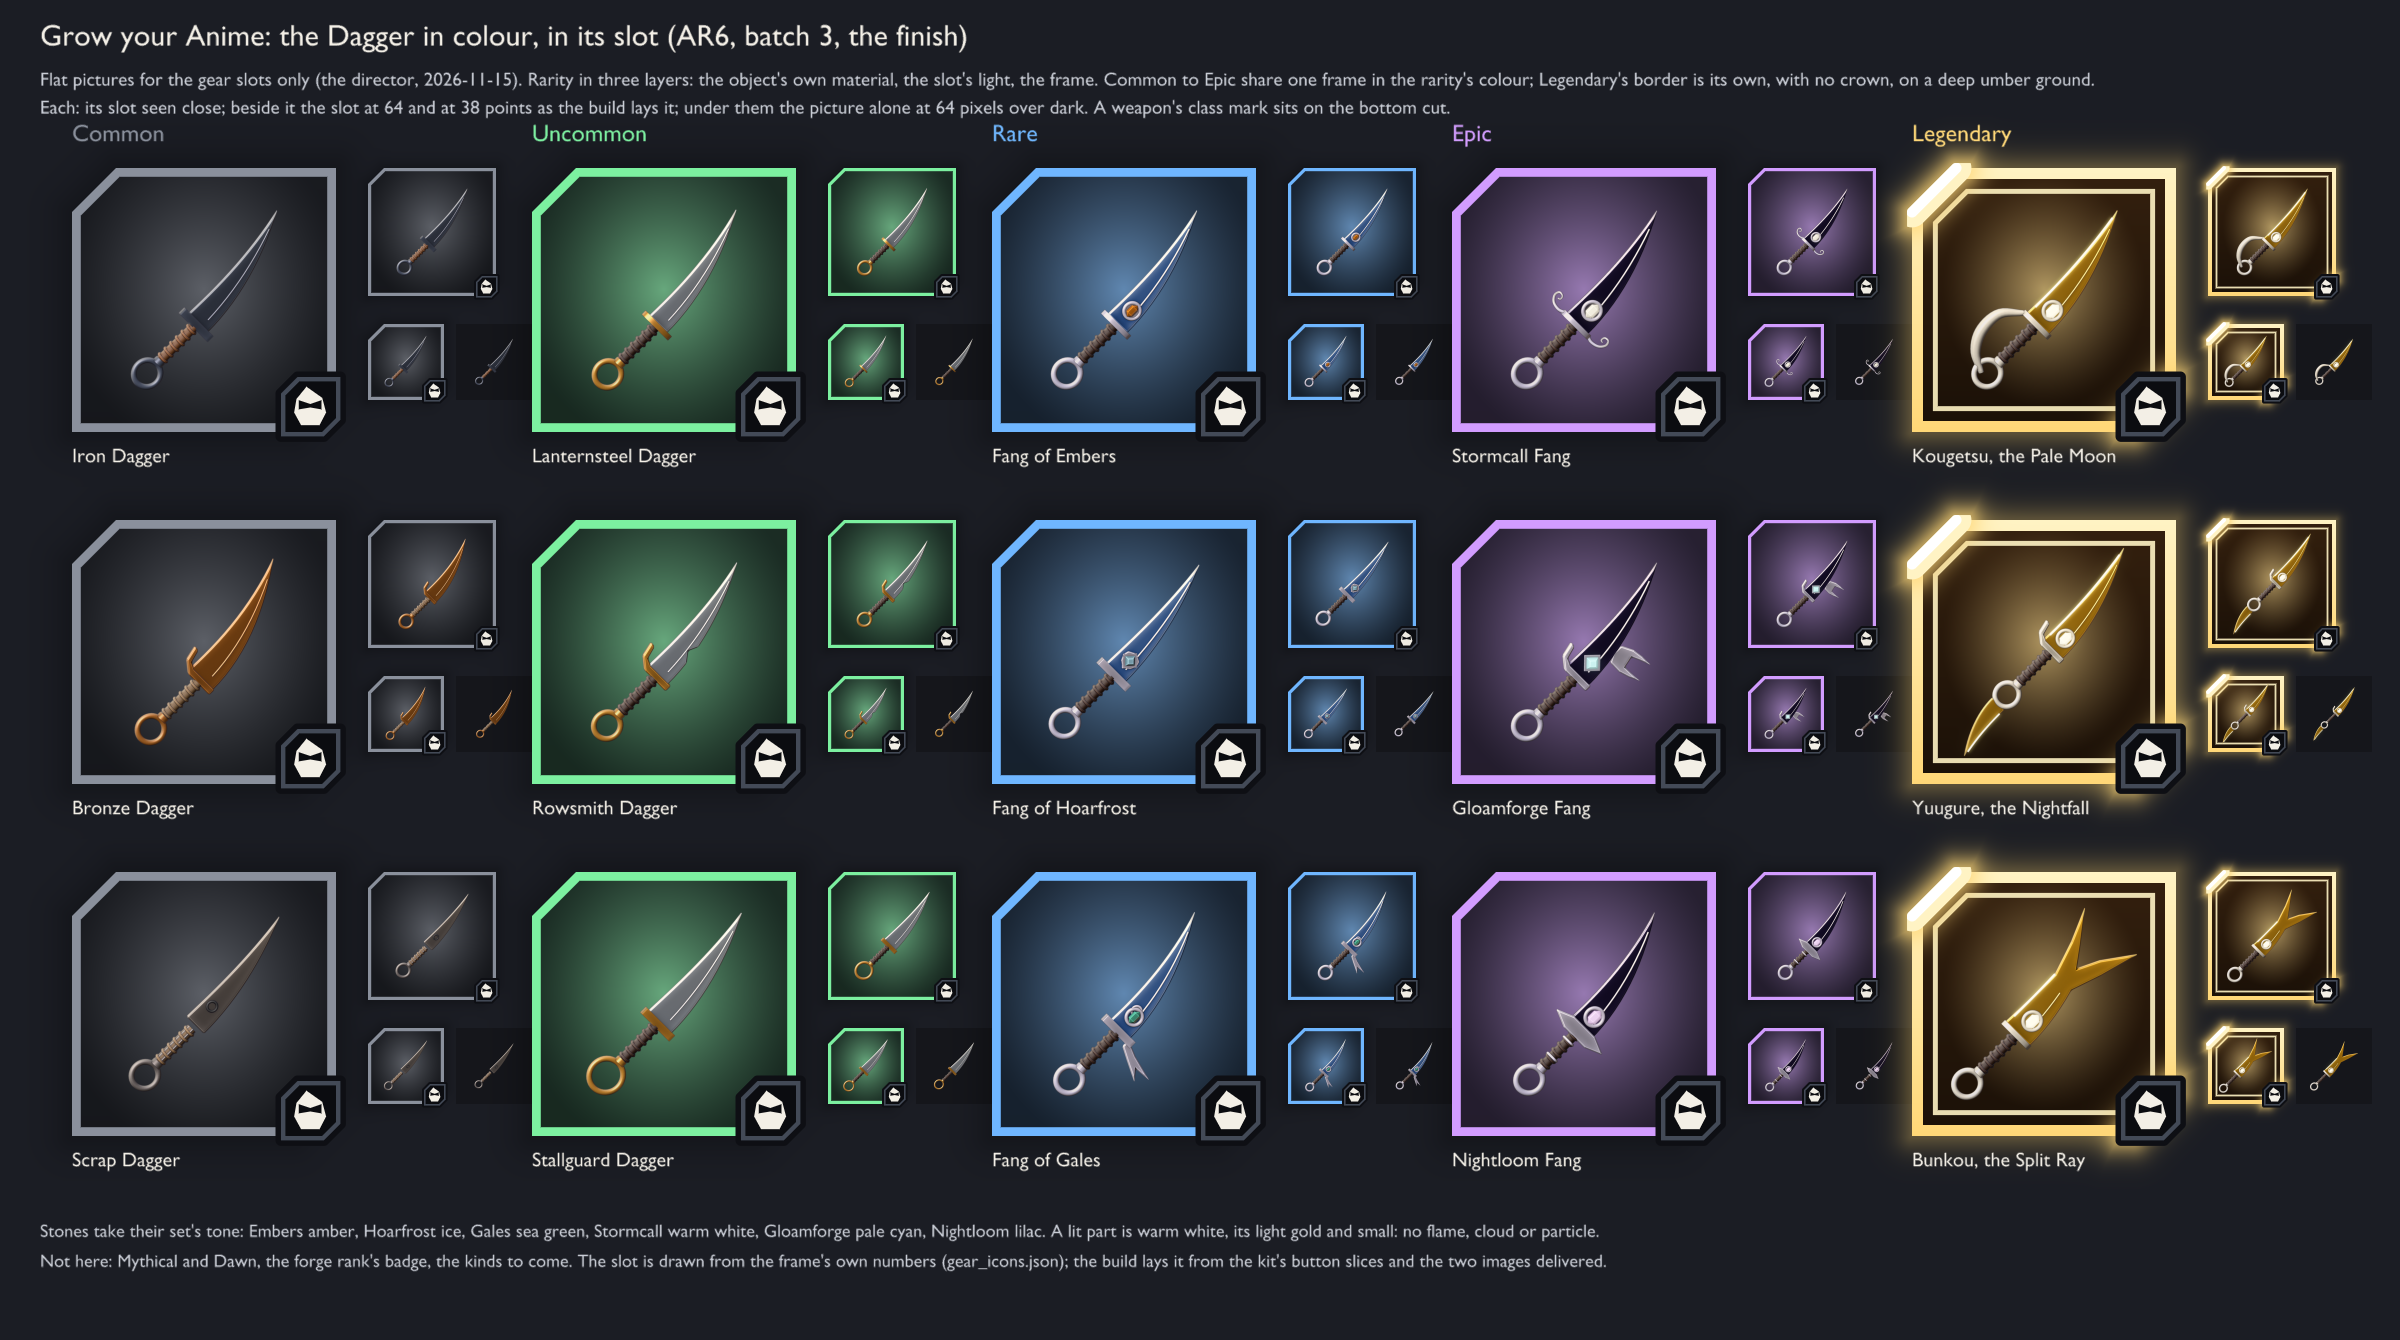 Grow your Anime: the Dagger in colour, in its slot (AR6, batch 3, the finish)
Flat pictures for the gear slots only (the director, 2026-11-15). Rarity in three layers: the object's own material, the slot's light, the frame. Common to Epic share one frame in the rarity's colour; Legendary's border is its own, with no crown, on a deep umber ground.
Each: its slot seen close; beside it the slot at 64 and at 38 points as the build lays it; under them the picture alone at 64 pixels over dark. A weapon's class mark sits on the bottom cut.
Common
Uncommon
Rare
Epic
Legendary
Iron Dagger
Lanternsteel Dagger
Fang of Embers
Stormcall Fang
Kougetsu, the Pale Moon
Bronze Dagger
Rowsmith Dagger
Fang of Hoarfrost
Gloamforge Fang
Yuugure, the Nightfall
Scrap Dagger
Stallguard Dagger
Fang of Gales
Nightloom Fang
Bunkou, the Split Ray
Stones take their set's tone: Embers amber, Hoarfrost ice, Gales sea green, Stormcall warm white, Gloamforge pale cyan, Nightloom lilac. A lit part is warm white, its light gold and small: no flame, cloud or particle.
Not here: Mythical and Dawn, the forge rank's badge, the kinds to come. The slot is drawn from the frame's own numbers (gear_icons.json); the build lays it from the kit's button slices and the two images delivered.